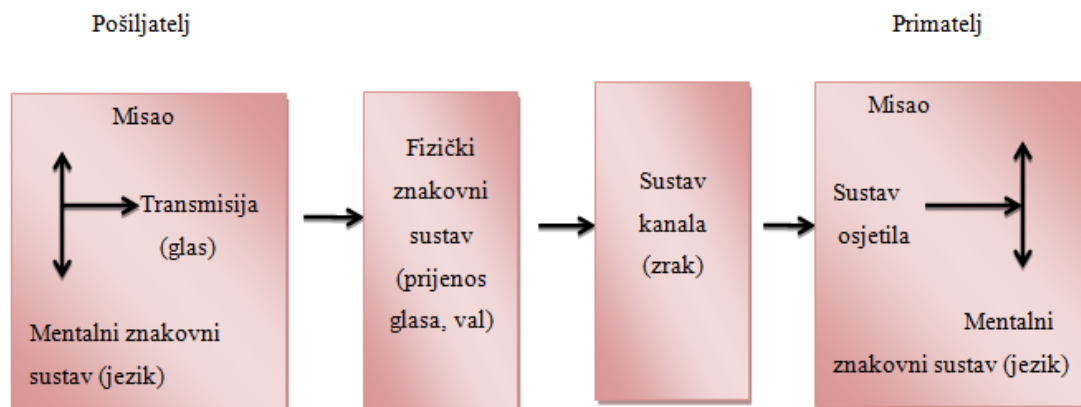 Pošiljatelj
Primatelj
Misao
Transmisija
(glas)
Mentalni znakovni
sustav (jezik)
Fizički
znakovni
sustav
(prijenos
glasa, val)
Sustav
kanala
(zrak)
Misao
Sustav
osjetila
Mentalni
znakovni sustav (jezik)